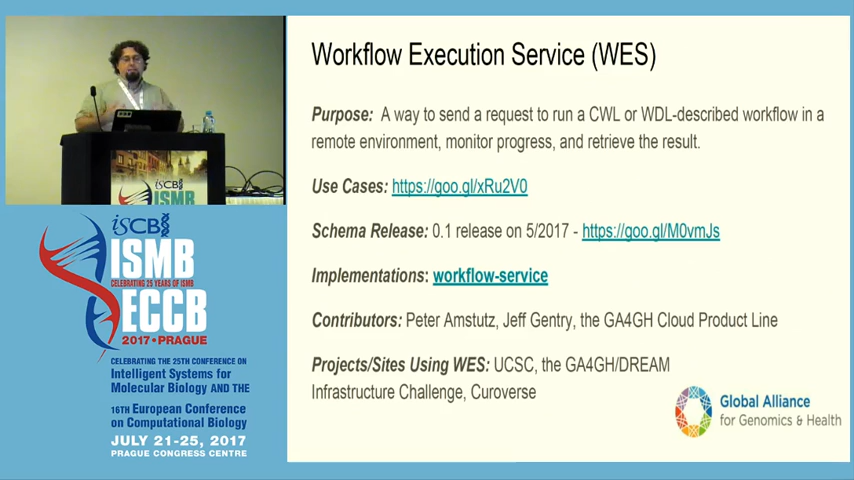 Workflow Execution Service (WES)
Purpose: A way to send a request to run a CWL or WDL-described workflow in a
remote environment, monitor progress, and retrieve the result.
Use Cases: https://goo.gl/xRu2V0
Schema Release: 0.1 release on 5/2017 - https://goo.gl/M0vmJs
Implementations: workflow-service
Contributors: Peter Amstutz, Jeff Gentry, the GA4GH Cloud Product Line
Projects/Sites Using WES: UCSC, the GA4GH/DREAM
Infrastructure Challenge, Curoverse
Global Alliance
for Genomics & Health
iSCB
ISMB
iSCB
ISMB
CELEBRATING 25 YEARS OF ISMB
ECCB
2017 • PRAGUE
CELEBRATING THE 25TH CONFERENCE ON
Intelligent Systems for
Molecular Biology AND THE
16TH European Conference
on Computational Biology
JULY 21-25, 2017
PRAGUE CONGRESS CENTRE